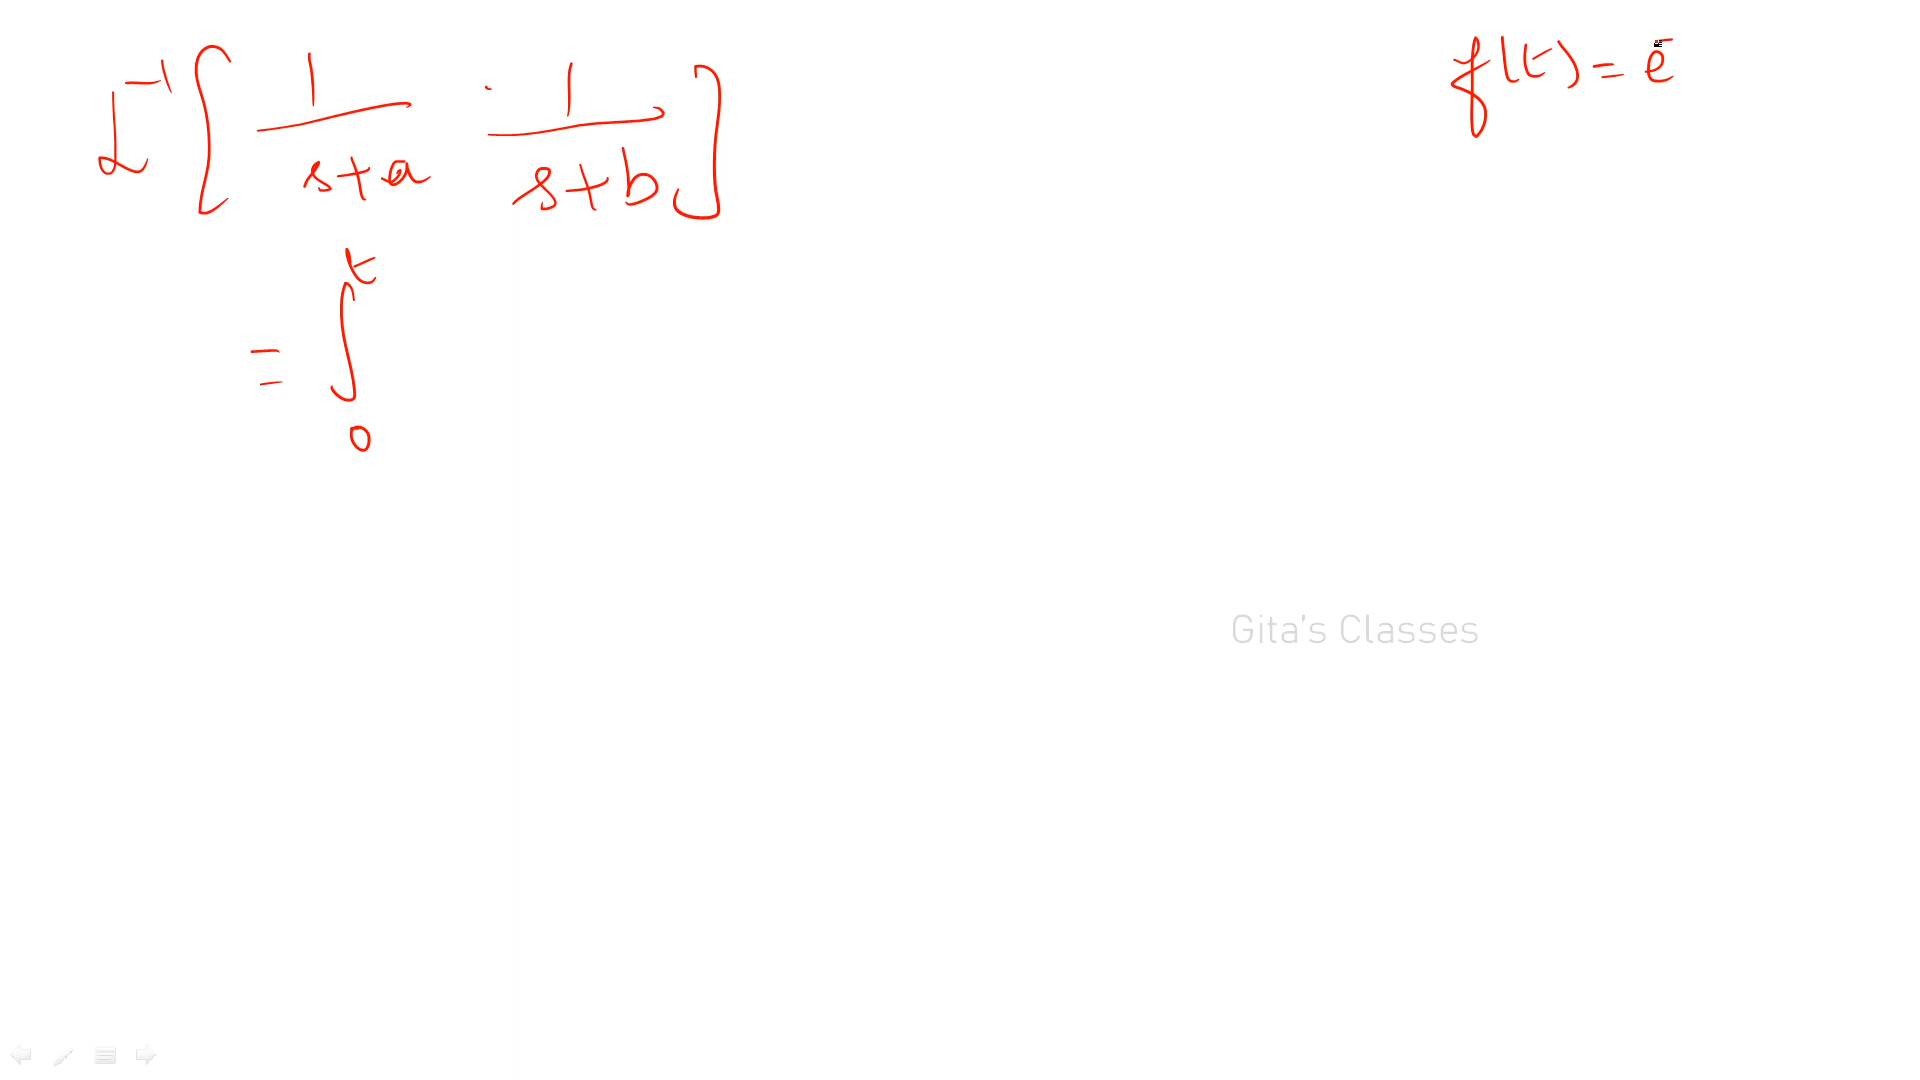 L⁻¹[ 1/(s+a) · 1/(s+b) ]
f(t) = e⁻
= ∫₀ᵗ
Gita's Classes